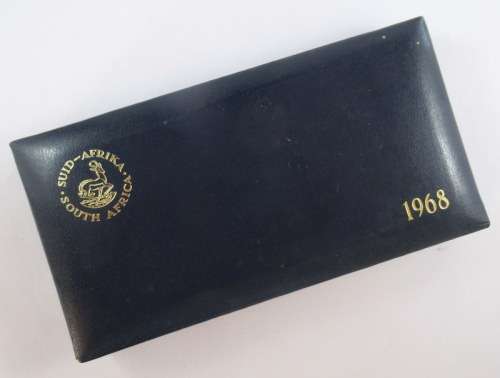 SUID-AFRIKA · SOUTH AFRICA ·
1968